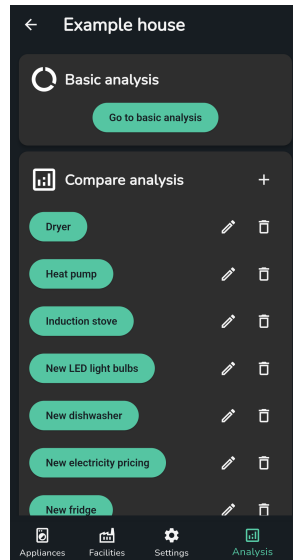 Example house
Basic analysis
Go to basic analysis
Compare analysis
Dryer
Heat pump
Induction stove
New LED light bulbs
New dishwasher
New electricity pricing
New fridge
Appliances Facilities Settings Analysis